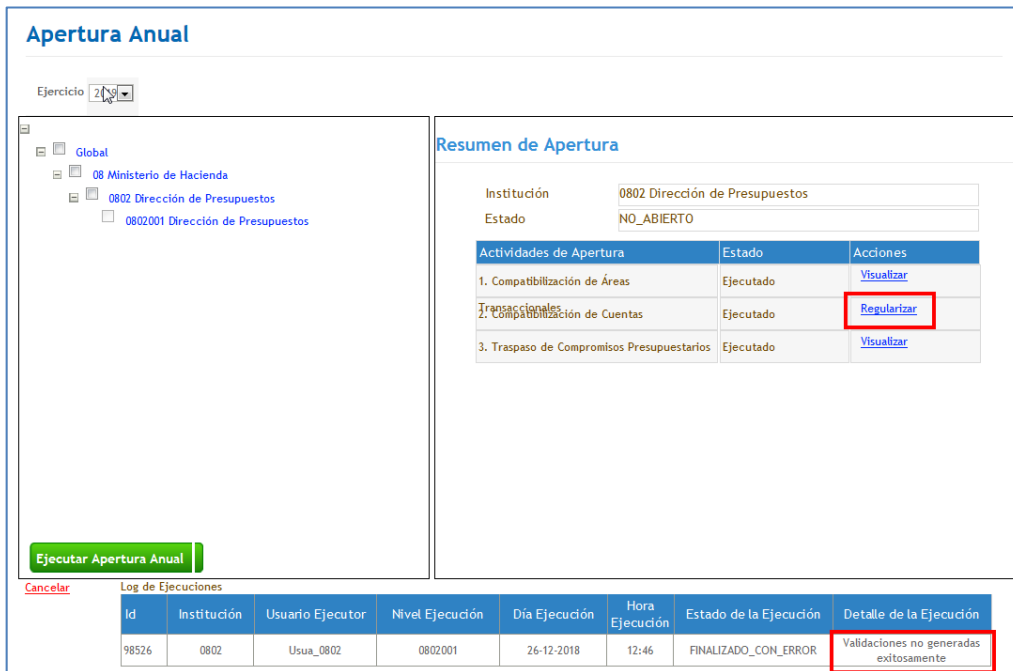 Apertura Anual
Ejercicio
Global
08 Ministerio de Hacienda
0802 Dirección de Presupuestos
0802001 Dirección de Presupuestos
Ejecutar Apertura Anual
Cancelar
Resumen de Apertura
Institución 0802 Dirección de Presupuestos
Estado NO_ABIERTO
Actividades de Apertura Estado Acciones
1. Compatibilización de Áreas Transaccionales Ejecutado Visualizar
2. Compatibilización de Cuentas Ejecutado Regularizar
3. Traspaso de Compromisos Presupuestarios Ejecutado Visualizar
Log de Ejecuciones
Id Institución Usuario Ejecutor Nivel Ejecución Día Ejecución Hora Ejecución Estado de la Ejecución Detalle de la Ejecución
98526 0802 Usua_0802 0802001 26-12-2018 12:46 FINALIZADO_CON_ERROR Validaciones no generadas exitosamente